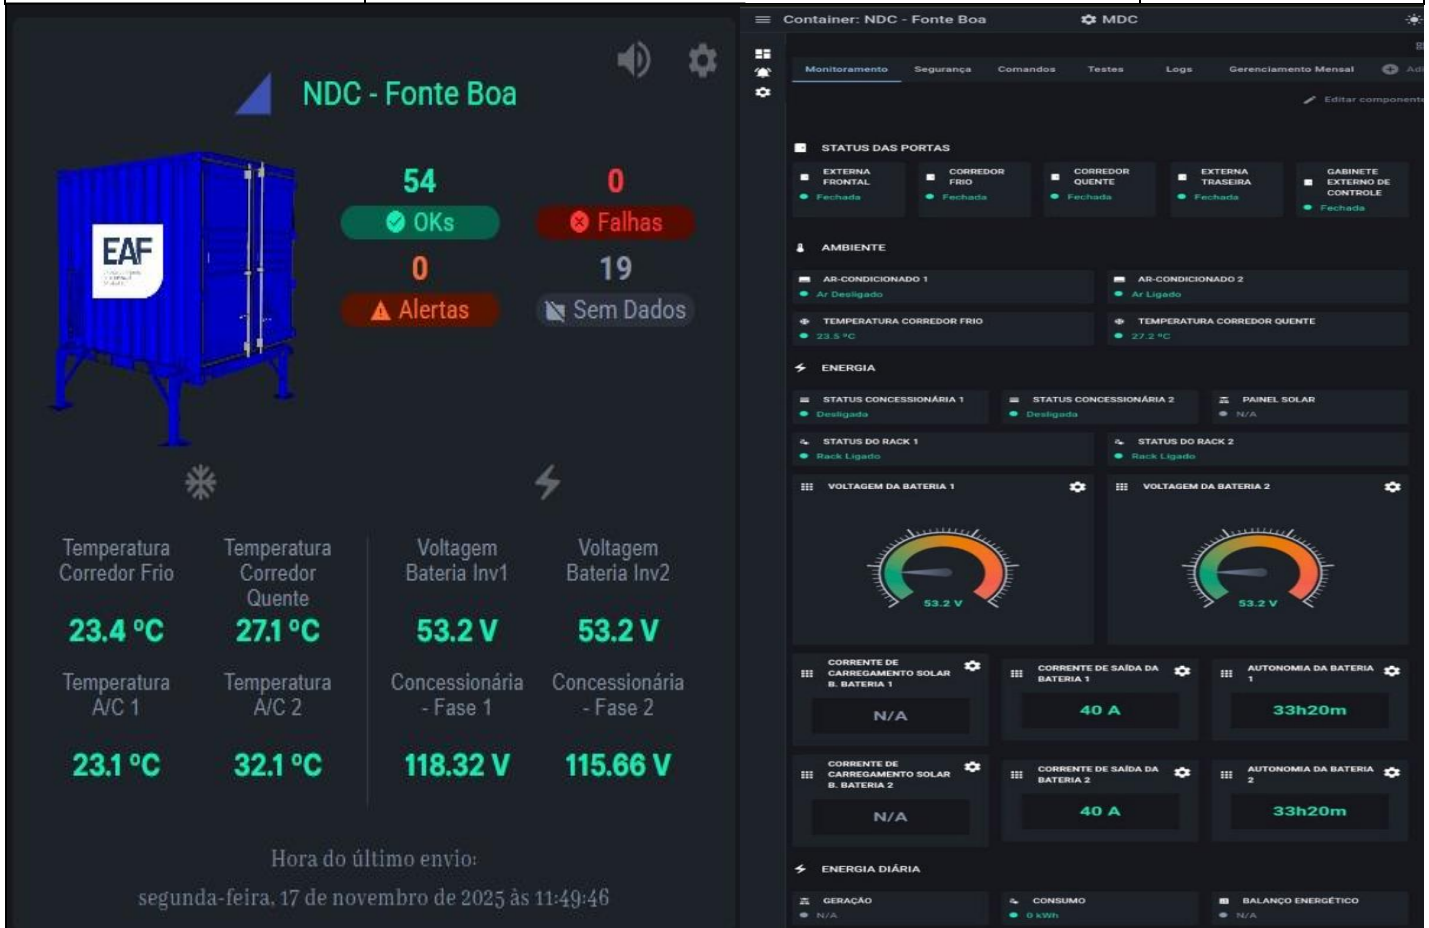 NDC - Fonte Boa
54
0
OKs
Falhas
0
19
Alertas
Sem Dados
EAF
Temperatura
Corredor Frio
Temperatura
Corredor
Quente
Voltagem
Bateria Inv1
Voltagem
Bateria Inv2
23.4 ºC
27.1 ºC
53.2 V
53.2 V
Temperatura
A/C 1
Temperatura
A/C 2
Concessionária
- Fase 1
Concessionária
- Fase 2
23.1 ºC
32.1 ºC
118.32 V
115.66 V
Hora do último envio:
segunda-feira, 17 de novembro de 2025 às 11:49:46
Container: NDC - Fonte Boa
MDC
Monitoramento
Segurança
Comandos
Testes
Logs
Gerenciamento Mensal
Adi
Editar componente
STATUS DAS PORTAS
EXTERNA
FRONTAL
Fechada
CORREDOR
FRIO
Fechada
CORREDOR
QUENTE
Fechada
EXTERNA
TRASEIRA
Fechada
GABINETE
EXTERNO DE
CONTROLE
Fechada
AMBIENTE
AR-CONDICIONADO 1
Ar Desligado
AR-CONDICIONADO 2
Ar Ligado
TEMPERATURA CORREDOR FRIO
23.5 ºC
TEMPERATURA CORREDOR QUENTE
27.2 ºC
ENERGIA
STATUS CONCESSIONÁRIA 1
Desligada
STATUS CONCESSIONÁRIA 2
Desligada
PAINEL SOLAR
N/A
STATUS DO RACK 1
Rack Ligado
STATUS DO RACK 2
Rack Ligado
VOLTAGEM DA BATERIA 1
53.2 V
VOLTAGEM DA BATERIA 2
53.2 V
CORRENTE DE
CARREGAMENTO SOLAR
B. BATERIA 1
N/A
CORRENTE DE SAÍDA DA
BATERIA 1
40 A
AUTONOMIA DA BATERIA
1
33h20m
CORRENTE DE
CARREGAMENTO SOLAR
B. BATERIA 2
N/A
CORRENTE DE SAÍDA DA
BATERIA 2
40 A
AUTONOMIA DA BATERIA
2
33h20m
ENERGIA DIÁRIA
GERAÇÃO
N/A
CONSUMO
0 kWh
BALANÇO ENERGÉTICO
N/A